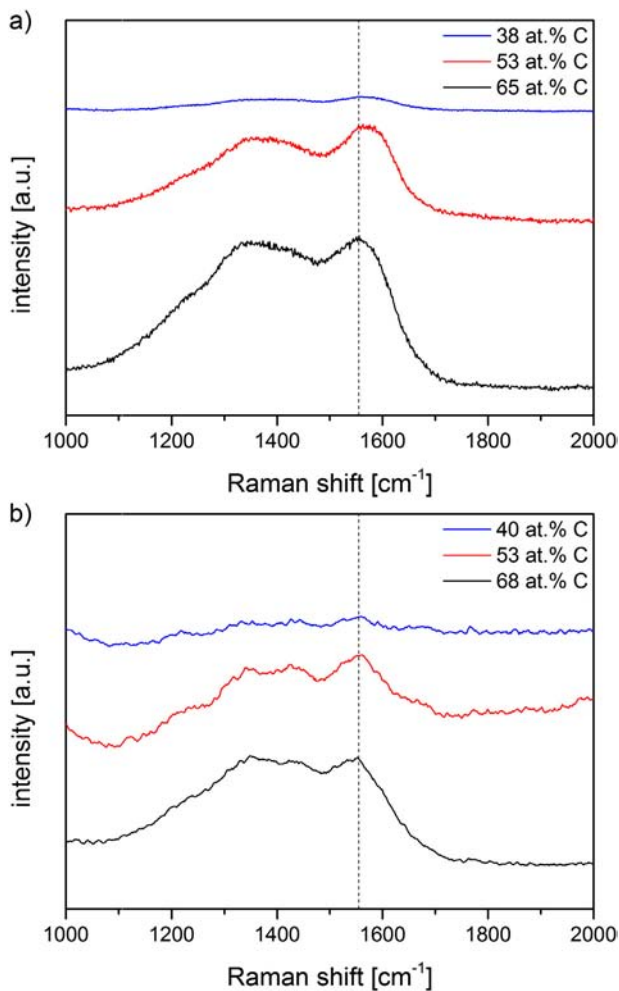 a)
38 at.% C
53 at.% C
65 at.% C
intensity [a.u.]
1000 1200 1400 1600 1800 2000
Raman shift [cm⁻¹]
b)
40 at.% C
53 at.% C
68 at.% C
intensity [a.u.]
1000 1200 1400 1600 1800 2000
Raman shift [cm⁻¹]